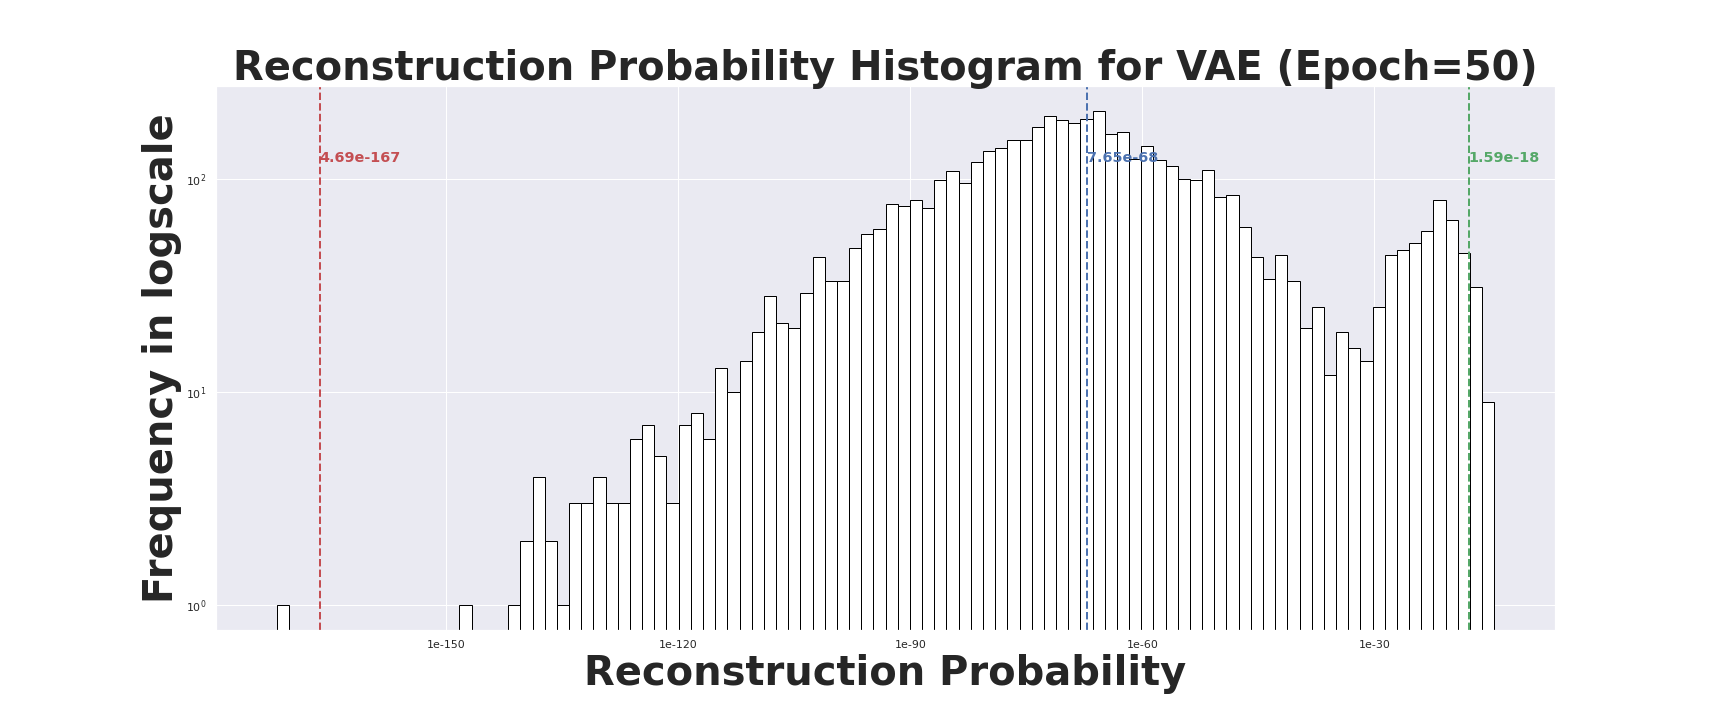 Reconstruction Probability Histogram for VAE (Epoch=50)
Frequency in logscale
10²
10¹
10⁰
4.69e-167
7.65e-68
1.59e-18
1e-150
1e-120
1e-90
1e-60
1e-30
Reconstruction Probability